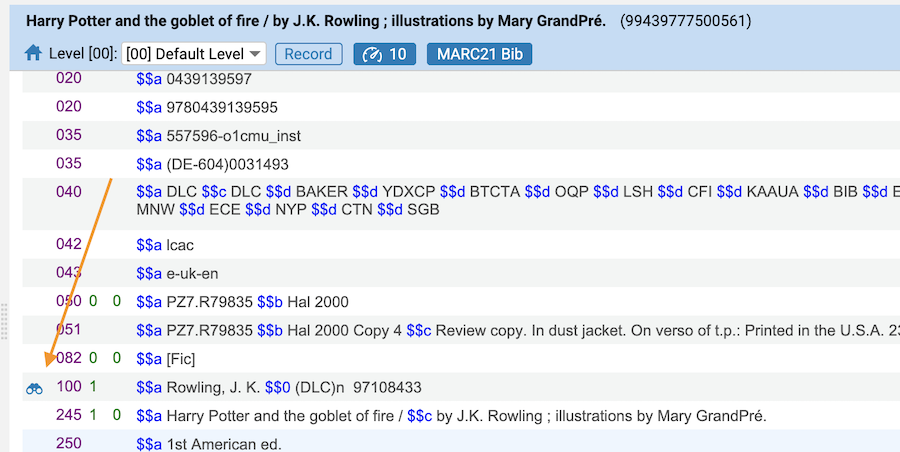 Harry Potter and the goblet of fire / by J.K. Rowling ; illustrations by Mary GrandPré. (99439777500561)
Level [00]: [00] Default Level Record 10 MARC21 Bib
020 $$a 0439139597
020 $$a 9780439139595
035 $$a 557596-o1cmu_inst
035 $$a (DE-604)0031493
040 $$a DLC $$c DLC $$d BAKER $$d YDXCP $$d BTCTA $$d OQP $$d LSH $$d CFI $$d KAAUA $$d BIB $$d E
MNW $$d ECE $$d NYP $$d CTN $$d SGB
042 $$a lcac
043 $$a e-uk-en
050 0 0 $$a PZ7.R79835 $$b Hal 2000
051 $$a PZ7.R79835 $$b Hal 2000 Copy 4 $$c Review copy. In dust jacket. On verso of t.p.: Printed in the U.S.A. 23
082 0 0 $$a [Fic]
100 1 $$a Rowling, J. K. $$0 (DLC)n 97108433
245 1 0 $$a Harry Potter and the goblet of fire / $$c by J.K. Rowling ; illustrations by Mary GrandPré.
250 $$a 1st American ed.